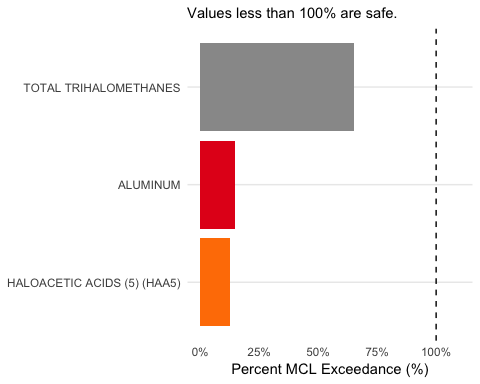 Values less than 100% are safe.
TOTAL TRIHALOMETHANES
ALUMINUM
HALOACETIC ACIDS (5) (HAA5)
0% 25% 50% 75% 100%
Percent MCL Exceedance (%)